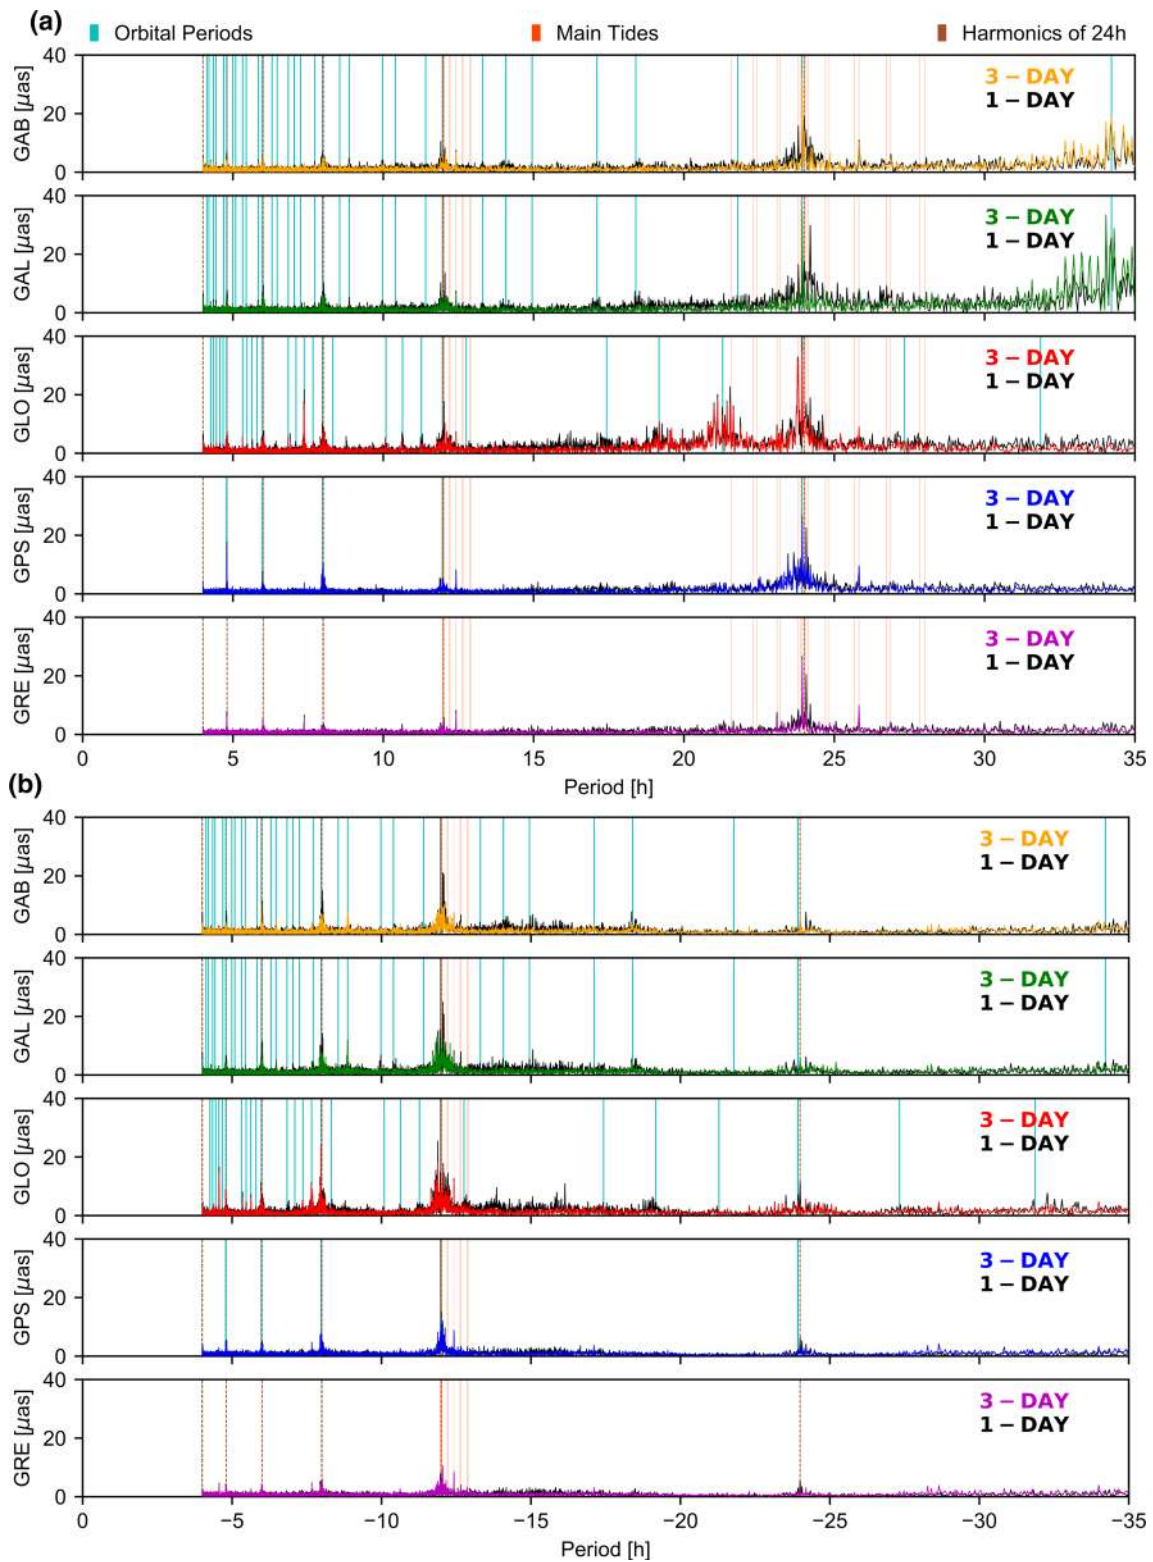 (a)
Orbital Periods Main Tides Harmonics of 24h
40
20
0
GAB [μas]
3 – DAY
1 – DAY
40
20
0
GAL [μas]
3 – DAY
1 – DAY
40
20
0
GLO [μas]
3 – DAY
1 – DAY
40
20
0
GPS [μas]
3 – DAY
1 – DAY
40
20
0
GRE [μas]
3 – DAY
1 – DAY
0 5 10 15 20 25 30 35
Period [h]
(b)
40
20
0
GAB [μas]
3 – DAY
1 – DAY
40
20
0
GAL [μas]
3 – DAY
1 – DAY
40
20
0
GLO [μas]
3 – DAY
1 – DAY
40
20
0
GPS [μas]
3 – DAY
1 – DAY
40
20
0
GRE [μas]
3 – DAY
1 – DAY
0 −5 −10 −15 −20 −25 −30 −35
Period [h]